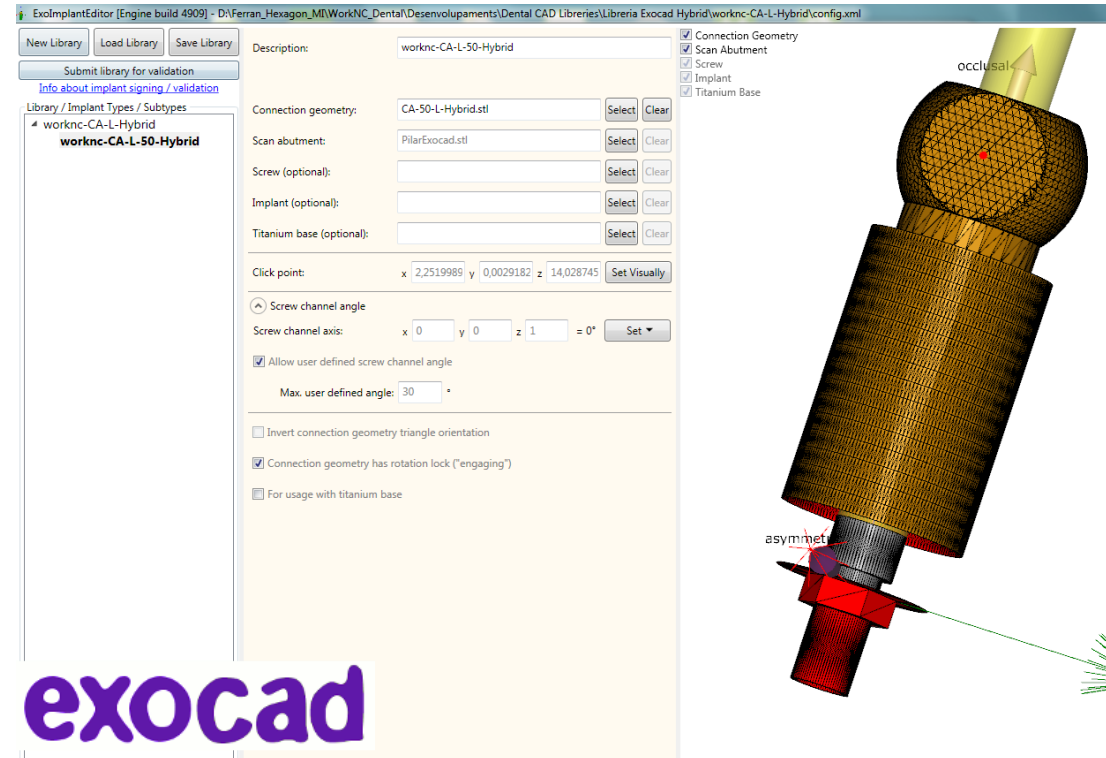 ExoImplantEditor [Engine build 4909] - D:\Ferran_Hexagon_MI\WorkNC_Dental\Desenvolupaments\Dental CAD Libreries\Libreria Exocad Hybrid\worknc-CA-L-Hybrid\config.xml
New Library Load Library Save Library
Submit library for validation
Info about implant signing / validation
Library / Implant Types / Subtypes
worknc-CA-L-Hybrid
worknc-CA-L-50-Hybrid
Description: worknc-CA-L-50-Hybrid
Connection geometry: CA-50-L-Hybrid.stl Select Clear
Scan abutment: PilarExocad.stl Select Clear
Screw (optional): Select Clear
Implant (optional): Select Clear
Titanium base (optional): Select Clear
Click point: x 2,2519989 y 0,0029182 z 14,028745 Set Visually
Screw channel angle
Screw channel axis: x 0 y 0 z 1 = 0° Set
Allow user defined screw channel angle
Max. user defined angle: 30 °
Invert connection geometry triangle orientation
Connection geometry has rotation lock ("engaging")
For usage with titanium base
Connection Geometry
Scan Abutment
Screw
Implant
Titanium Base
occlusal
exocad